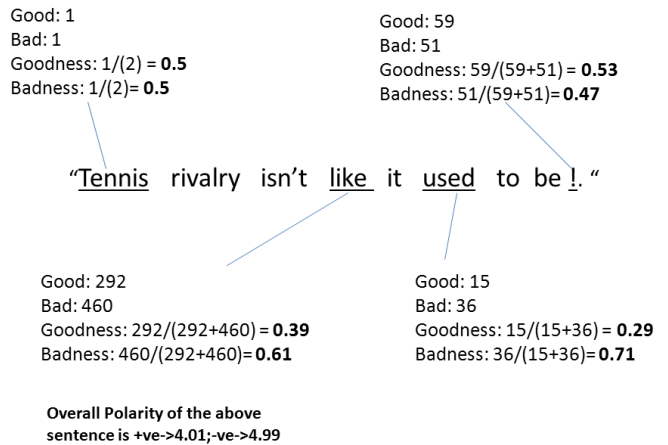 Good: 1
Bad: 1
Goodness: 1/(2) = 0.5
Badness: 1/(2)= 0.5
Good: 59
Bad: 51
Goodness: 59/(59+51) = 0.53
Badness: 51/(59+51)= 0.47
“Tennis rivalry isn’t like it used to be !. “
Good: 292
Bad: 460
Goodness: 292/(292+460) = 0.39
Badness: 460/(292+460)= 0.61
Good: 15
Bad: 36
Goodness: 15/(15+36) = 0.29
Badness: 36/(15+36)= 0.71
Overall Polarity of the above
sentence is +ve->4.01;-ve->4.99